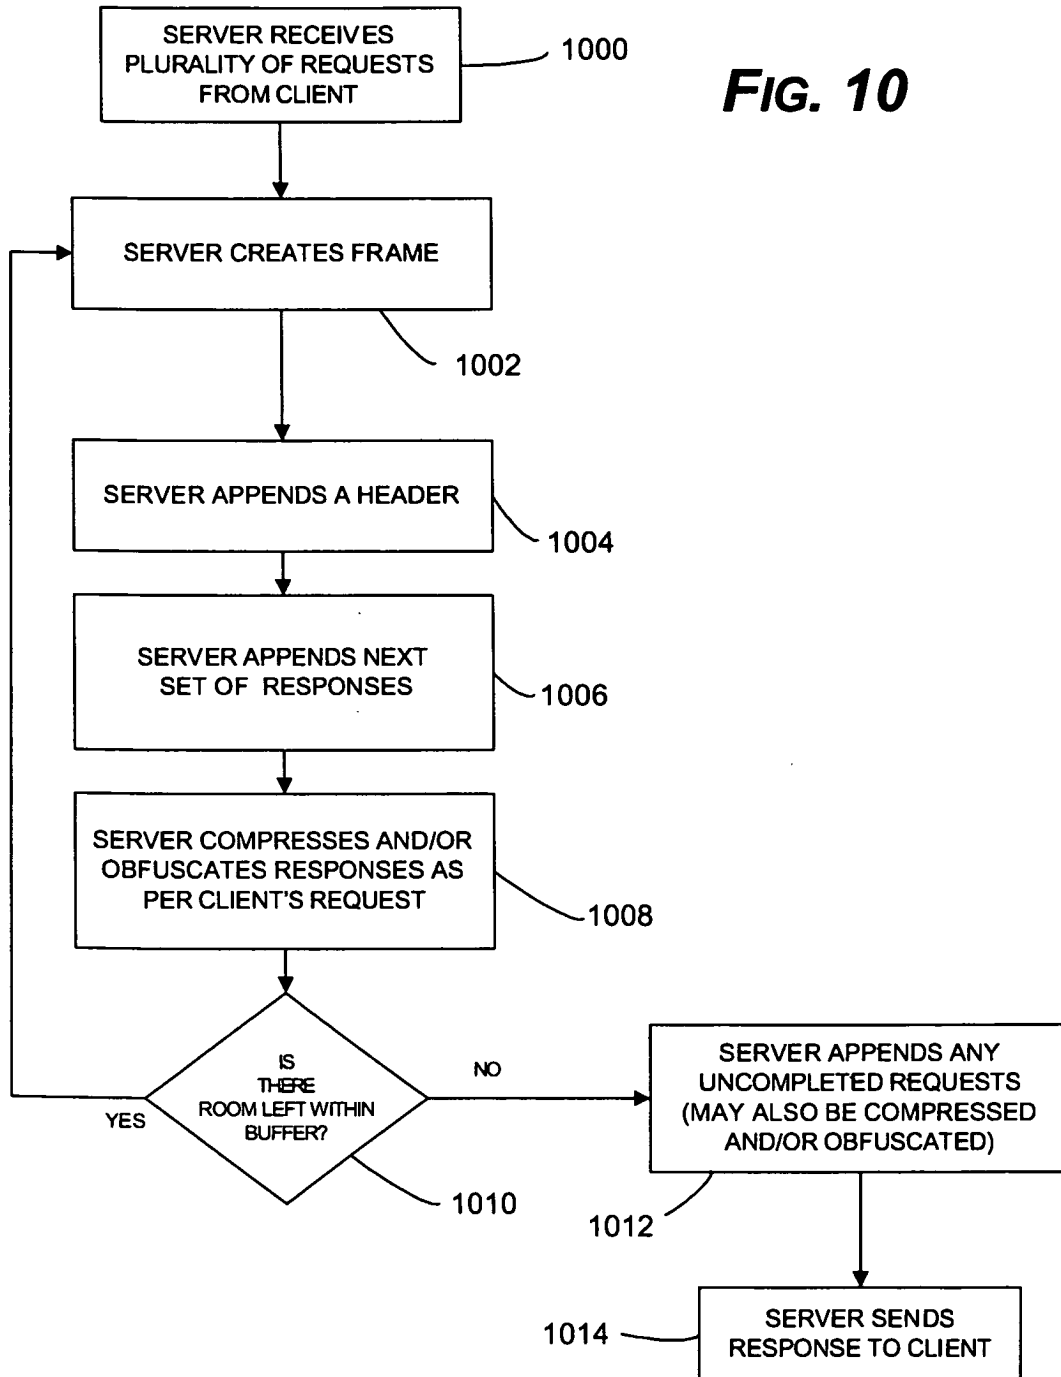 SERVER RECEIVES
PLURALITY OF REQUESTS
FROM CLIENT
1000
FIG. 10
SERVER CREATES FRAME
1002
SERVER APPENDS A HEADER
1004
SERVER APPENDS NEXT
SET OF RESPONSES
1006
SERVER COMPRESSES AND/OR
OBFUSCATES RESPONSES AS
PER CLIENT'S REQUEST
1008
IS
THERE
ROOM LEFT WITHIN
BUFFER?
YES
NO
1010
SERVER APPENDS ANY
UNCOMPLETED REQUESTS
(MAY ALSO BE COMPRESSED
AND/OR OBFUSCATED)
1012
SERVER SENDS
RESPONSE TO CLIENT
1014